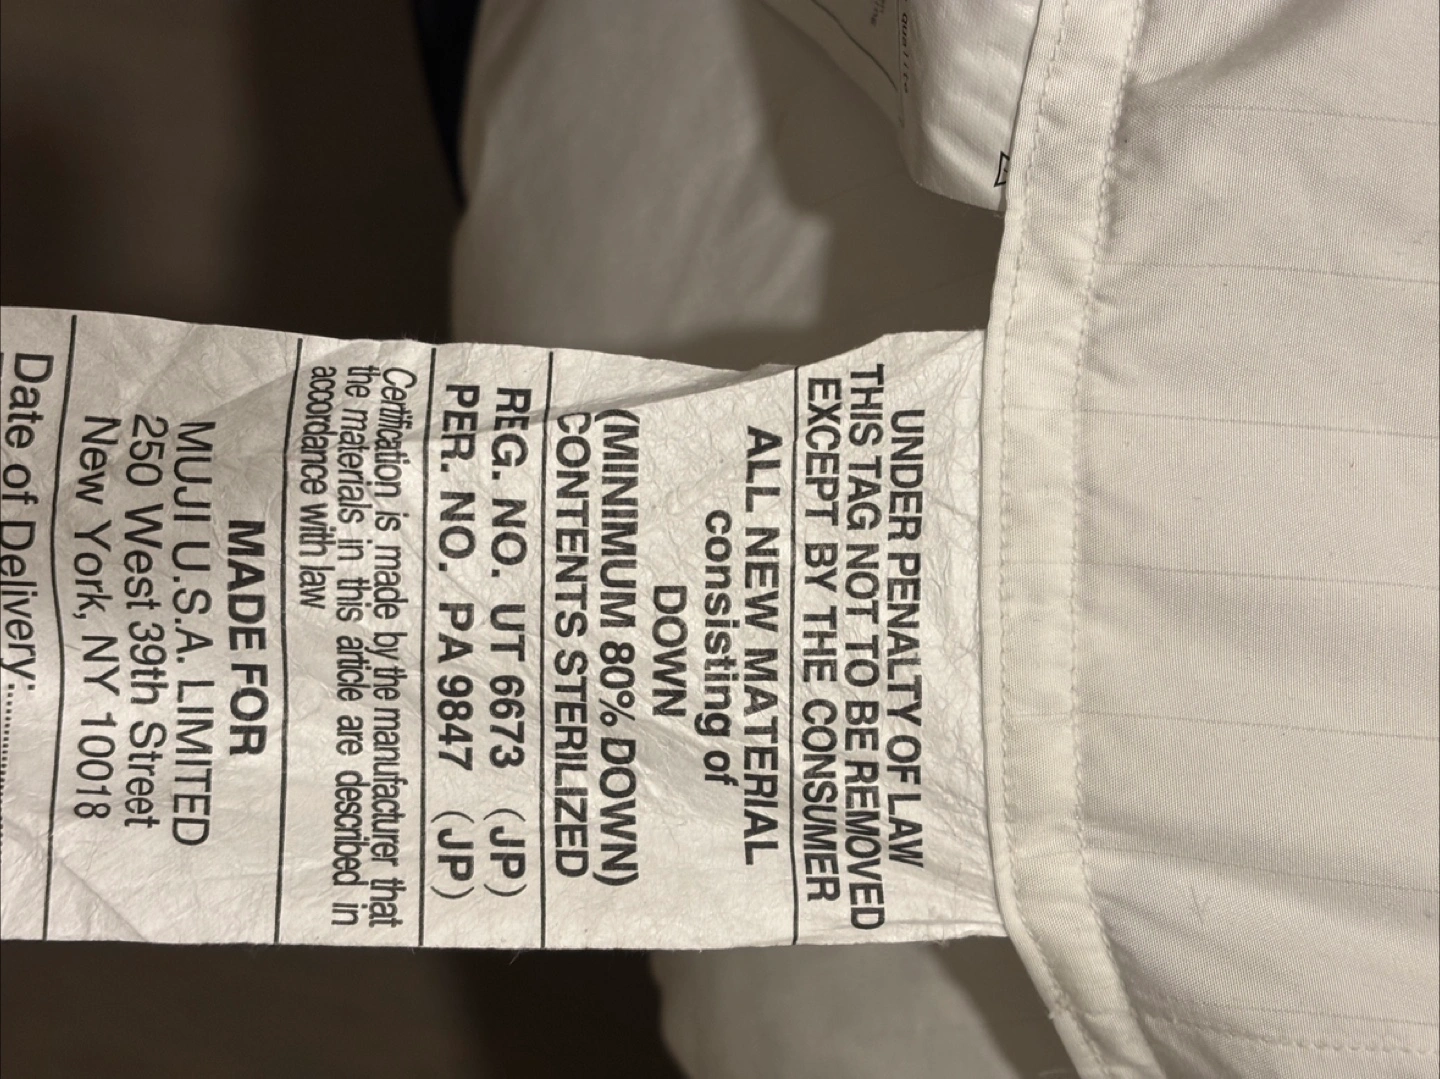 UNDER PENALTY OF LAW
THIS TAG NOT TO BE REMOVED
EXCEPT BY THE CONSUMER
ALL NEW MATERIAL
consisting of
DOWN
(MINIMUM 80% DOWN)
CONTENTS STERILIZED
REG. NO. UT 6673 (JP)
PER. NO. PA 9847 (JP)
Certification is made by the manufacturer that
the materials in this article are described in
accordance with law
MADE FOR
MUJI U.S.A. LIMITED
250 West 39th Street
New York, NY 10018
Date of Delivery: